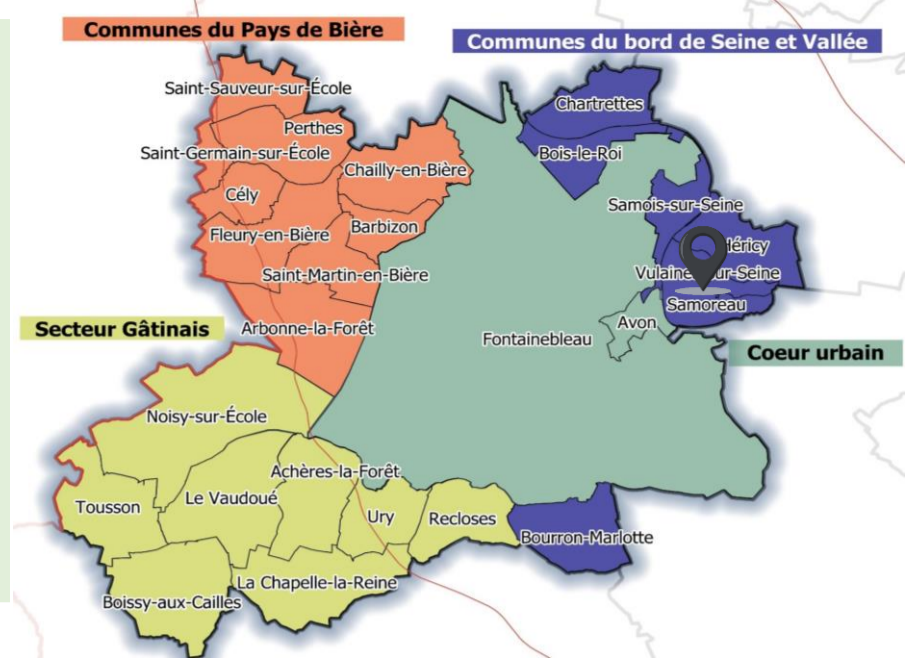 Communes du Pays de Bière
Communes du bord de Seine et Vallée
Saint-Sauveur-sur-École
Chartrettes
Perthes
Saint-Germain-sur-École
Bois-le-Roi
Chailly-en-Bière
Cély
Samois-sur-Seine
Barbizon
Fleury-en-Bière
Héricy
Saint-Martin-en-Bière
Vulaines-sur-Seine
Samoreau
Secteur Gâtinais
Arbonne-la-Forêt
Avon
Fontainebleau
Coeur urbain
Noisy-sur-École
Achères-la-Forêt
Le Vaudoué
Tousson
Ury
Recloses
Bourron-Marlotte
La Chapelle-la-Reine
Boissy-aux-Cailles